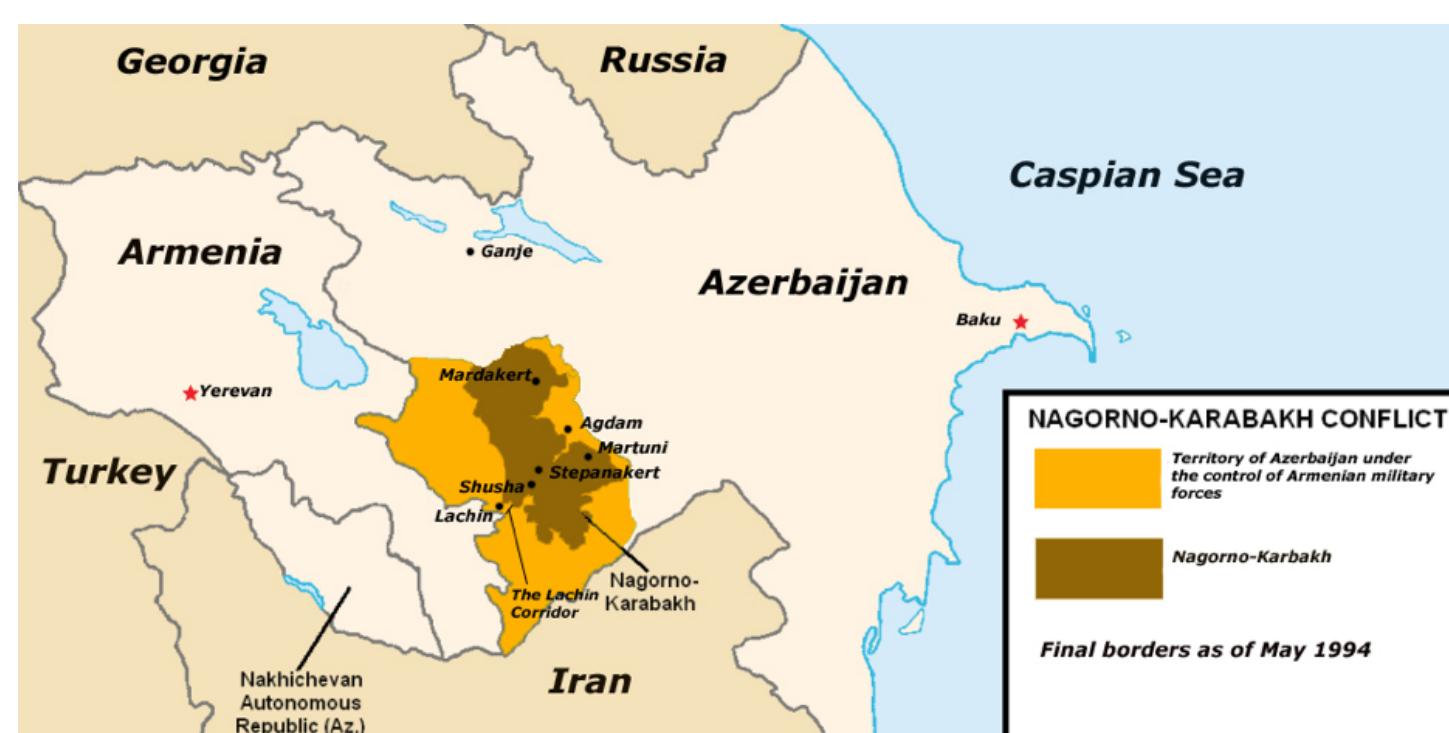 Georgia
Russia
Caspian Sea
Armenia
Ganje
Azerbaijan
Baku
Mardakert
Yerevan
NAGORNO-KARABAKH CONFLICT
Agdam
Martuni
Turkey
Stepanakert
Shusha
Lachin
Territory of Azerbaijan under
the control of Armenian military
forces
Nagorno-Karbakh
Nagorno-
Karabakh
The Lachin
Corridor
Final borders as of May 1994
Iran
Nakhichevan
Autonomous
Republic (Az.)